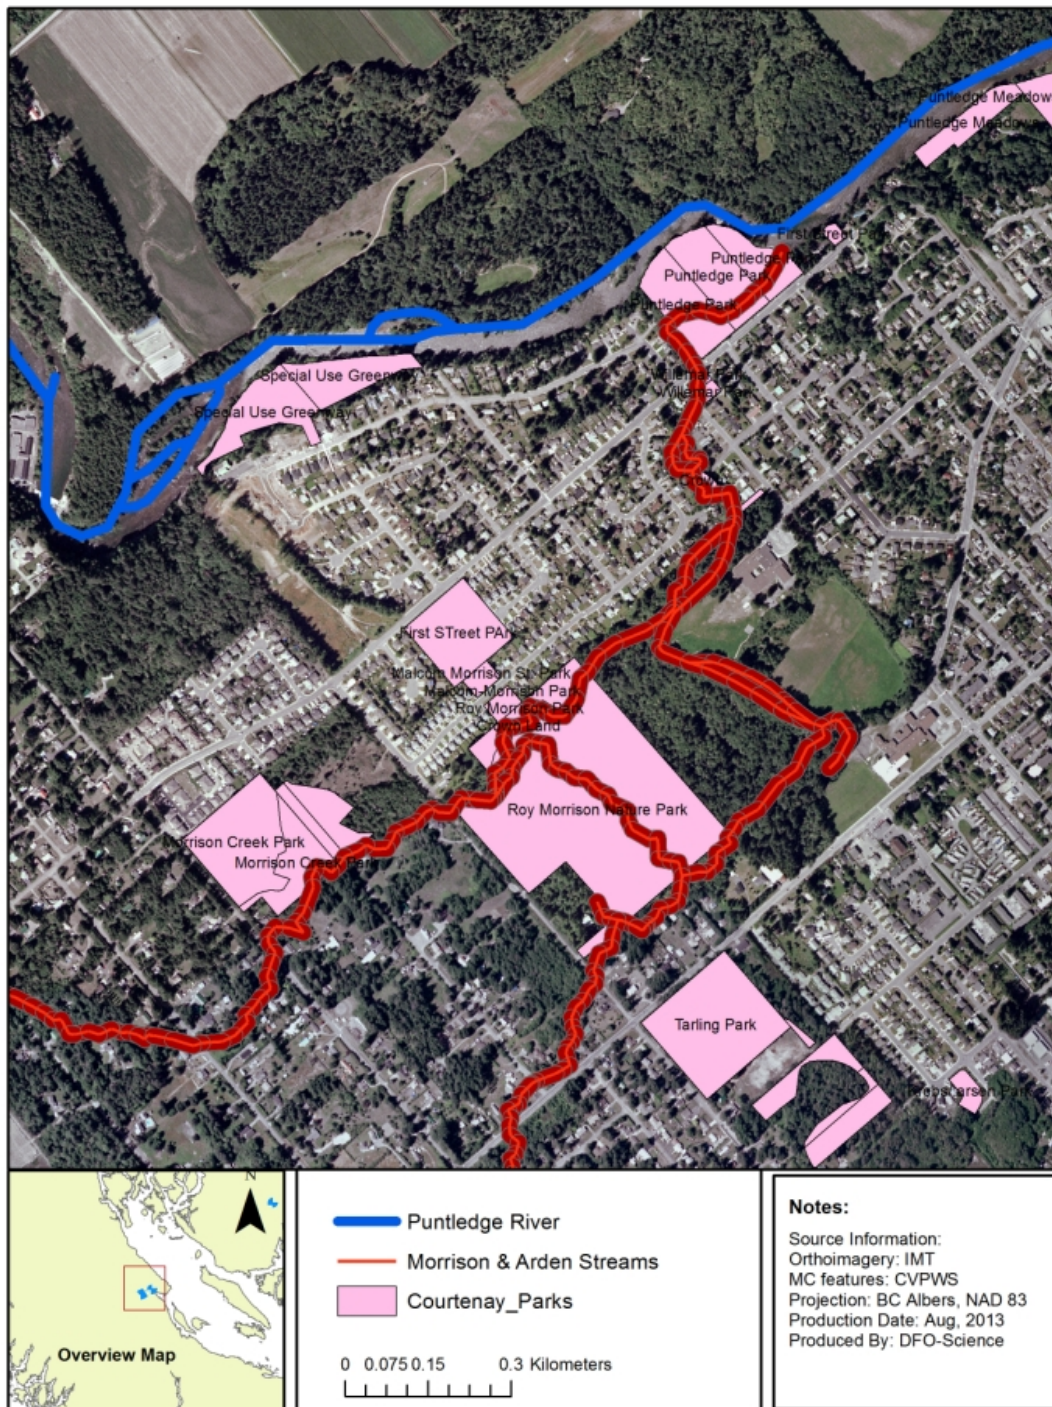 Puntledge Meadow
Puntledge Meadow
First Street Pa
Puntledge
Puntledge Park
Puntledge Park
Special Use Greenway
Special Use Greenway
Willemar Park
First STreet PArk
Malcom Morrison St. Park
Malcom-Morrison Park
Roy Morrison Park
Crown Land
Roy Morrison Nature Park
Morrison Creek Park
Morrison Creek Park
Tarling Park
N
Overview Map
Puntledge River
Morrison & Arden Streams
Courtenay_Parks
0 0.075 0.15 0.3 Kilometers
Notes:
Source Information:
Orthoimagery: IMT
MC features: CVPWS
Projection: BC Albers, NAD 83
Production Date: Aug, 2013
Produced By: DFO-Science